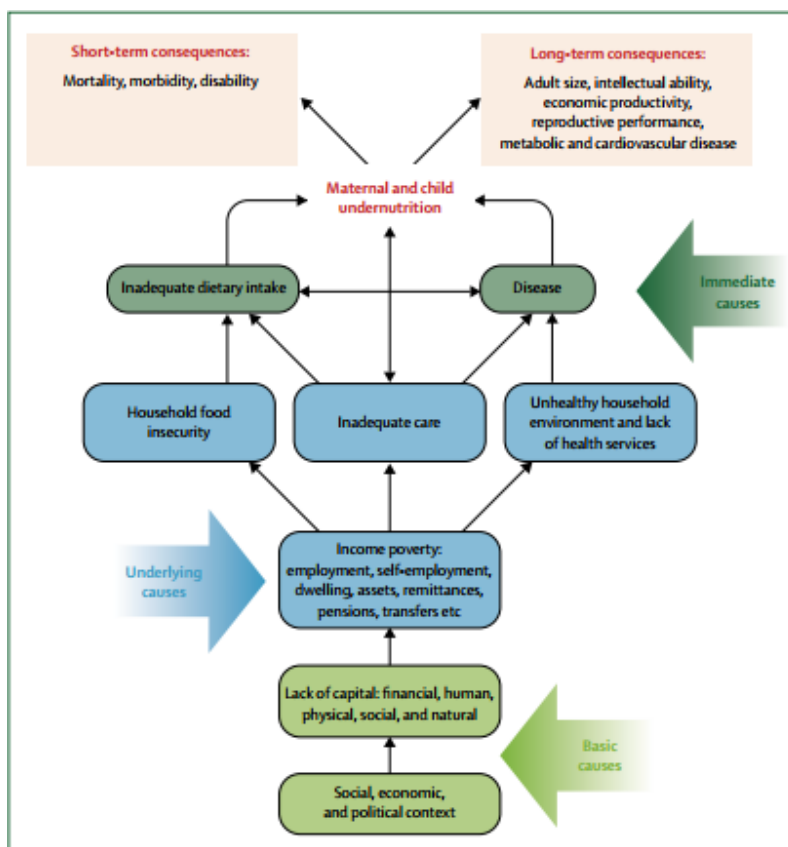 Short-term consequences:
Mortality, morbidity, disability
Long-term consequences:
Adult size, intellectual ability,
economic productivity,
reproductive performance,
metabolic and cardiovascular disease
Maternal and child
undernutrition
Inadequate dietary intake
Disease
Immediate
causes
Household food
insecurity
Inadequate care
Unhealthy household
environment and lack
of health services
Underlying
causes
Income poverty:
employment, self-employment,
dwelling, assets, remittances,
pensions, transfers etc
Lack of capital: financial, human,
physical, social, and natural
Basic
causes
Social, economic,
and political context